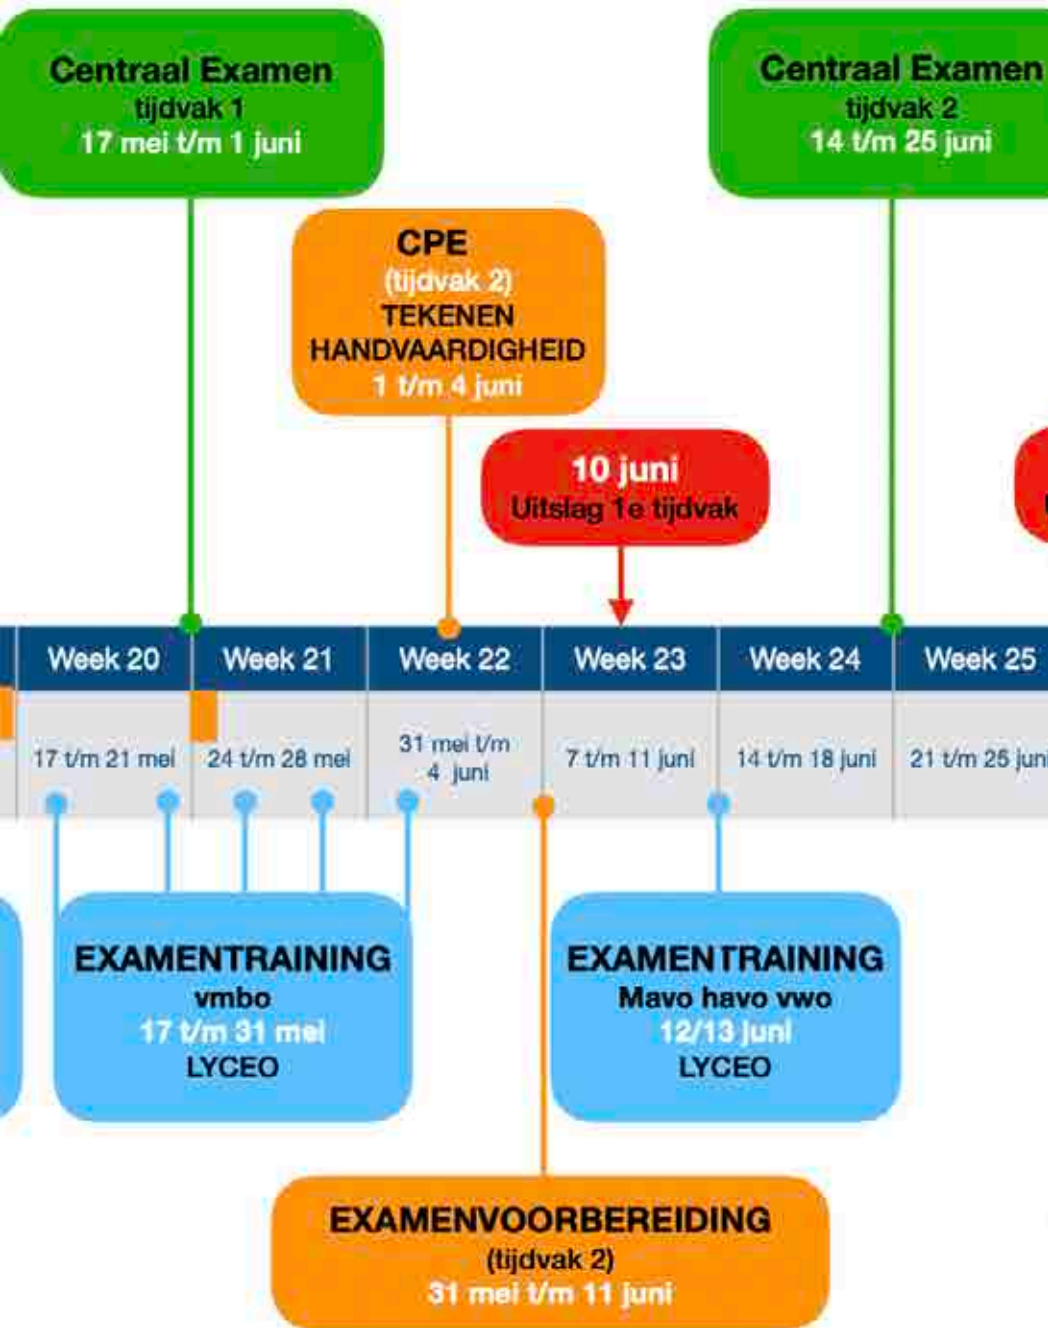 Centraal Examen
tijdvak 1
17 mei t/m 1 juni
Centraal Examen
tijdvak 2
14 t/m 25 juni
CPE
(tijdvak 2)
TEKENEN
HANDVAARDIGHEID
1 t/m 4 juni
10 juni
Uitslag 1e tijdvak
Week 20
Week 21
Week 22
Week 23
Week 24
Week 25
17 t/m 21 mei
24 t/m 28 mei
31 mei t/m
4 juni
7 t/m 11 juni
14 t/m 18 juni
21 t/m 25 juni
EXAMENTRAINING
vmbo
17 t/m 31 mei
LYCEO
EXAMENTRAINING
Mavo havo vwo
12/13 juni
LYCEO
EXAMENVOORBEREIDING
(tijdvak 2)
31 mei t/m 11 juni